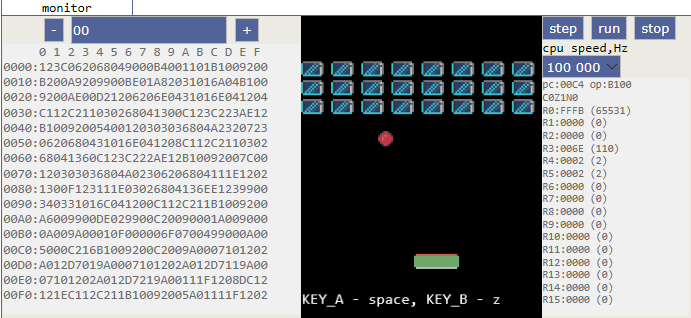 monitor
- 00 +
0 1 2 3 4 5 6 7 8 9 A B C D E F
0000:123C062068049000B4001101B1009200
0010:B200A9209900BE01A82031016A04B100
0020:9200AE00D21206206E0431016E041204
0030:C112C21103026804130 0C123C223AE12
0040:B10092005400120303036804A2320723
0050:0620680431016E041208C112C2110302
0060:68041360C123C222AE12B10092007C00
0070:120303036804A0230620680 4111E1202
0080:1300F123111E03026804136EE1239900
0090:340331016C041200C112C211B1009200
00A0:A6009900DE029900C20090001A009000
00B0:0A009A00010F000006F0700499000A00
00C0:5000C216B1009200C2009A0007101202
00D0:A012D7019A0007101202A012D7119A00
00E0:07101202A012D7219A00111F1208DC12
00F0:121EC112C211B10092005A01111F1202
KEY_A - space, KEY_B - z
step run stop
cpu speed,Hz
100 000
pc:00C4 op:B100
C0Z1N0
R0:FFFB (65531)
R1:0000 (0)
R2:0000 (0)
R3:006E (110)
R4:0002 (2)
R5:0002 (2)
R6:0000 (0)
R7:0000 (0)
R8:0000 (0)
R9:0000 (0)
R10:0000 (0)
R11:0000 (0)
R12:0000 (0)
R13:0000 (0)
R14:0000 (0)
R15:0000 (0)